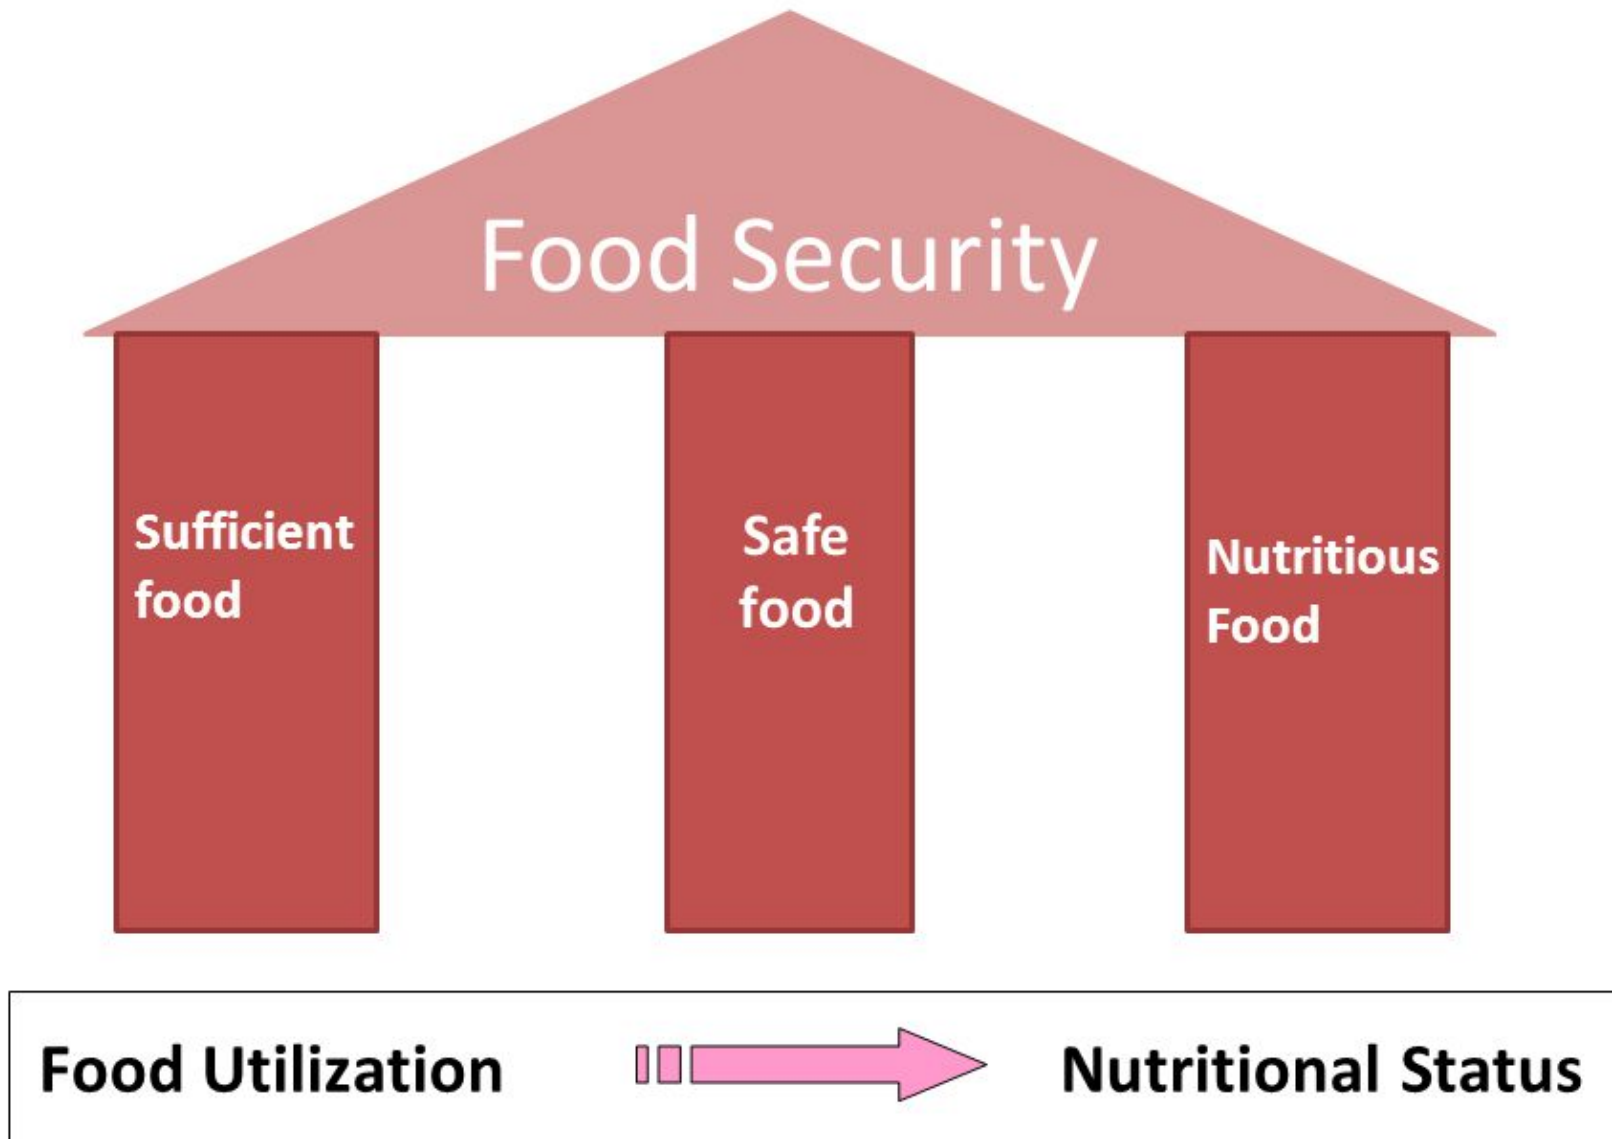 Food Security
Sufficient
food
Safe
food
Nutritious
Food
Food Utilization
Nutritional Status